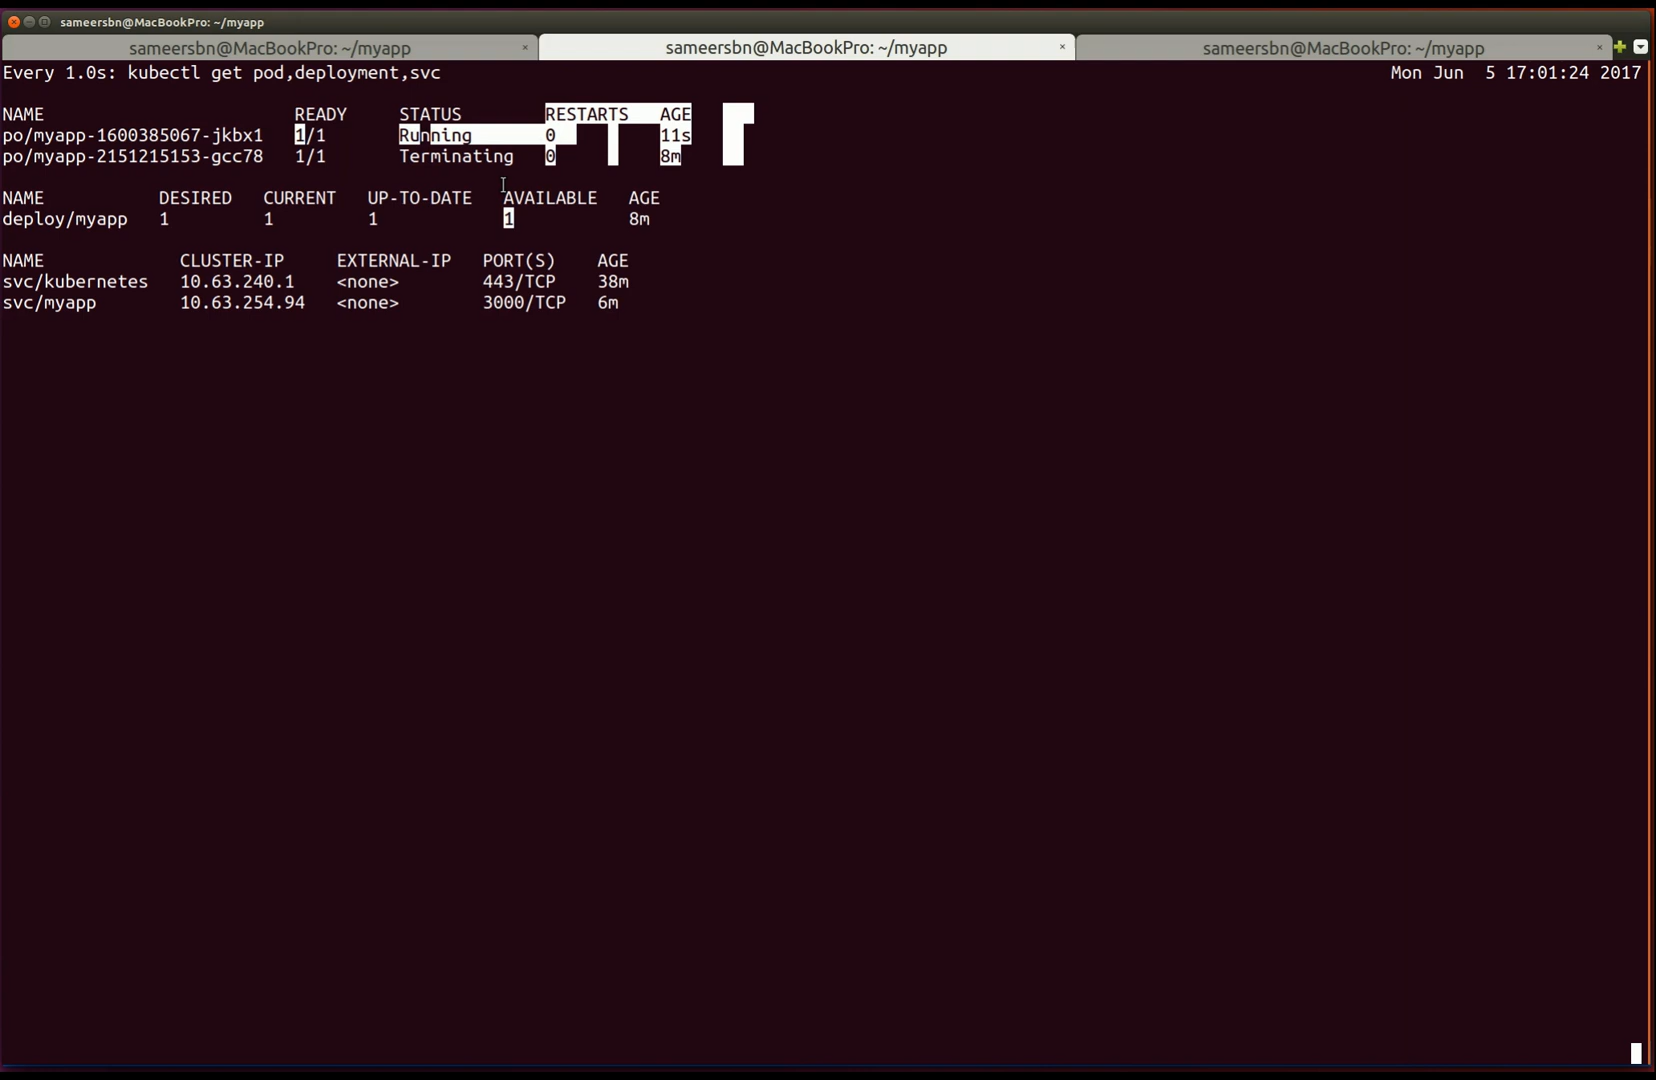 sameersbn@MacBookPro: ~/myapp
sameersbn@MacBookPro: ~/myapp × sameersbn@MacBookPro: ~/myapp × sameersbn@MacBookPro: ~/myapp ×
Every 1.0s: kubectl get pod,deployment,svc Mon Jun 5 17:01:24 2017
NAME READY STATUS RESTARTS AGE
po/myapp-1600385067-jkbx1 1/1 Running 0 11s
po/myapp-2151215153-gcc78 1/1 Terminating 0 8m
NAME DESIRED CURRENT UP-TO-DATE AVAILABLE AGE
deploy/myapp 1 1 1 1 8m
NAME CLUSTER-IP EXTERNAL-IP PORT(S) AGE
svc/kubernetes 10.63.240.1 <none> 443/TCP 38m
svc/myapp 10.63.254.94 <none> 3000/TCP 6m